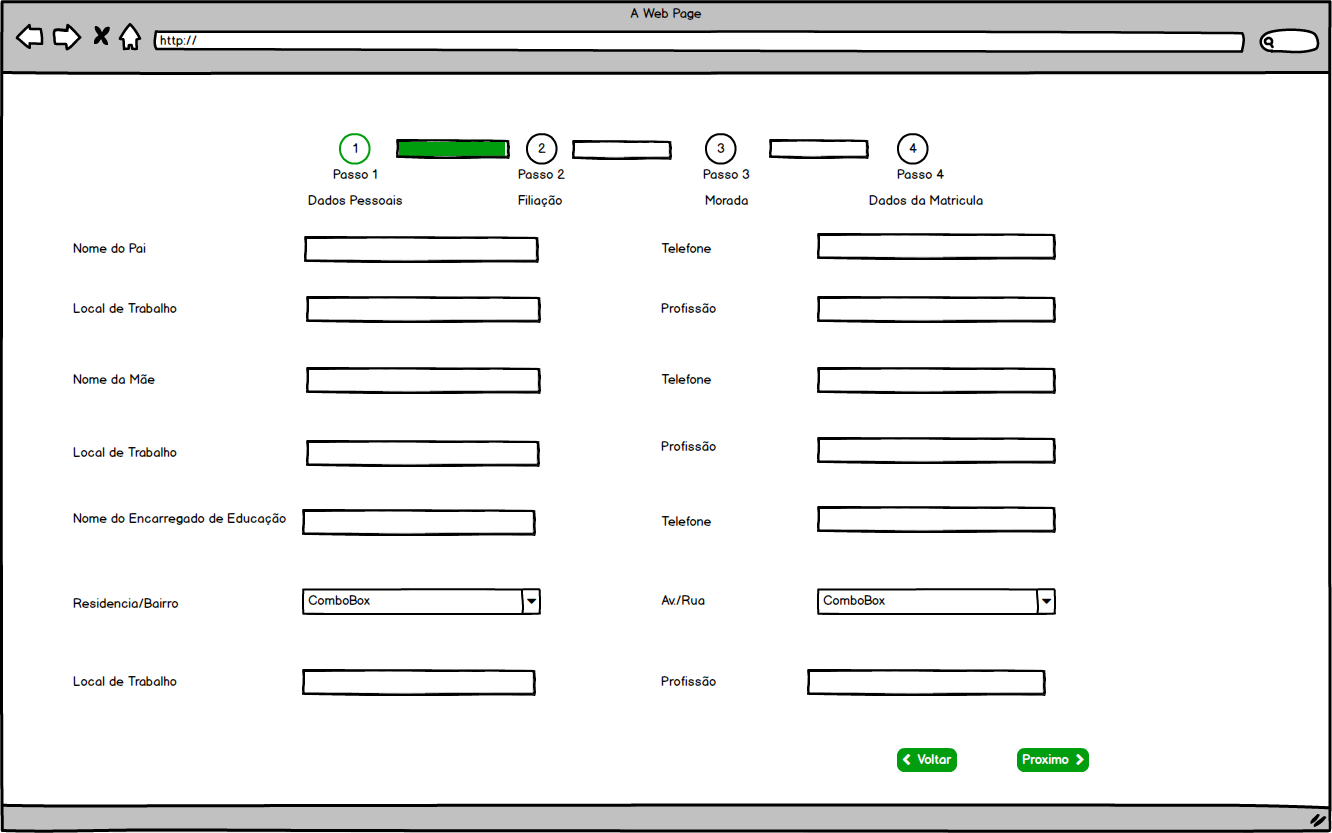 A Web Page
http://
1 2 3 4
Passo 1 Passo 2 Passo 3 Passo 4
Dados Pessoais Filiação Morada Dados da Matricula
Nome do Pai Telefone
Local de Trabalho Profissão
Nome da Mãe Telefone
Local de Trabalho Profissão
Nome do Encarregado de Educação Telefone
Residencia/Bairro ComboBox Av./Rua ComboBox
Local de Trabalho Profissão
Voltar Proximo